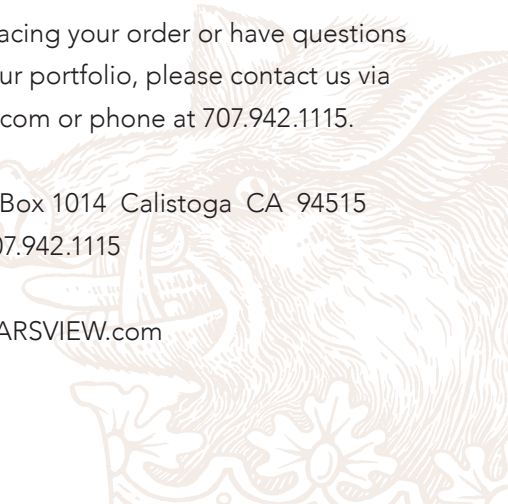 acing your order or have questions
ur portfolio, please contact us via
.com or phone at 707.942.1115.
Box 1014 Calistoga CA 94515
07.942.1115
ARSVIEW.com